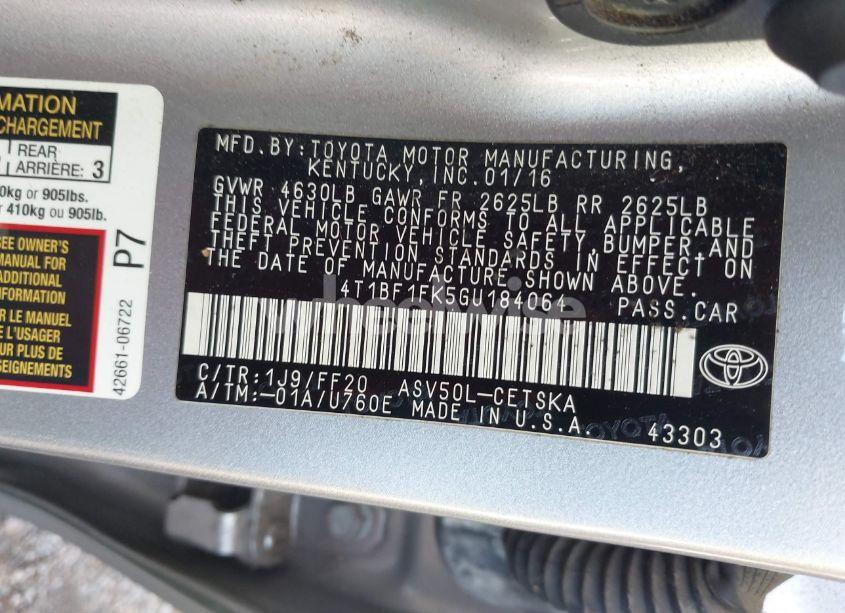 MATION
CHARGEMENT
REAR
ARRIÈRE: 3
0kg or 905lbs.
r 410kg ou 905lb.
SEE OWNER'S
MANUAL FOR
ADDITIONAL
INFORMATION
R LE MANUEL
E L'USAGER
UR PLUS DE
SEIGNEMENTS
42661-06722 P7
MFD.BY:TOYOTA MOTOR MANUFACTURING,
KENTUCKY, INC.01/16
GVWR 4630LB GAWR FR 2625LB RR 2625LB
THIS VEHICLE CONFORMS TO ALL APPLICABLE
FEDERAL MOTOR VEHICLE SAFETY,BUMPER,AND
THEFT PREVENTION STANDARDS IN EFFECT ON
THE DATE OF MANUFACTURE SHOWN ABOVE.
4T1BF1FK5GU184064 PASS.CAR
wheelwise
C/TR:1J9/FF20 ASV50L-CETSKA
A/TM:-01A/U760E MADE IN U.S.A.
43303
TOYOTA